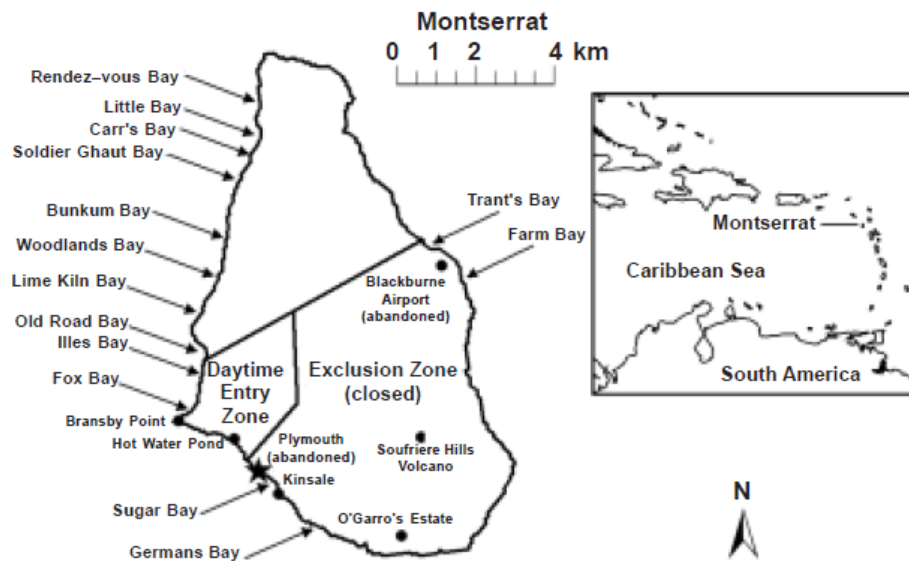 Montserrat
0 1 2 4 km
Rendez–vous Bay
Little Bay
Carr's Bay
Soldier Ghaut Bay
Bunkum Bay
Woodlands Bay
Lime Kiln Bay
Old Road Bay
Illes Bay
Fox Bay
Bransby Point
Hot Water Pond
Sugar Bay
Germans Bay
Trant's Bay
Farm Bay
Blackburne
Airport
(abandoned)
Daytime
Entry
Zone
Exclusion Zone
(closed)
Plymouth
(abandoned)
Kinsale
Soufriere Hills
Volcano
O'Garro's Estate
Montserrat
Caribbean Sea
South America
N